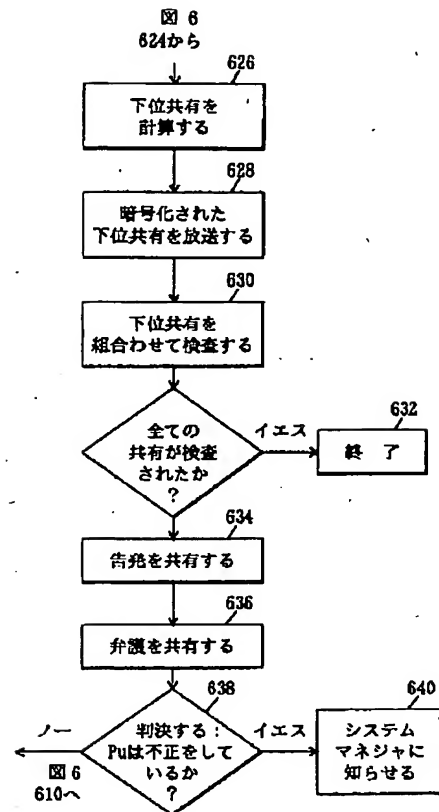 図 6
624から
626
下位共有を
計算する
628
暗号化された
下位共有を放送する
630
下位共有を
組合わせて検査する
全ての
共有が検査
されたか
?
イエス
632
終 了
634
告発を共有する
636
弁護を共有する
638
判決する:
Puは不正をして
いるか
?
ノー
図 6
610へ
イエス
640
システム
マネジャに
知らせる